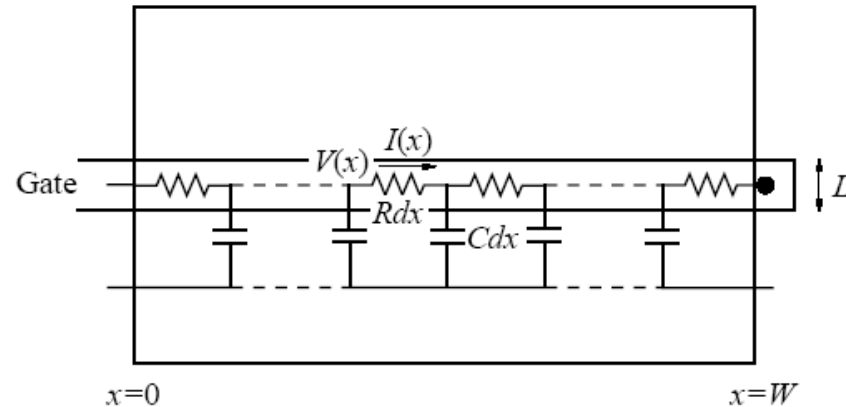 I(x)
V(x)
Gate
L
Rdx
Cdx
x=0
x=W